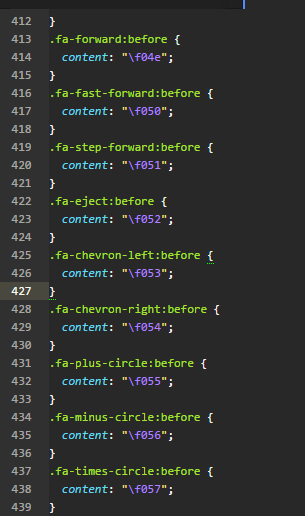 412 }
413 .fa-forward:before {
414   content: "\f04e";
415 }
416 .fa-fast-forward:before {
417   content: "\f050";
418 }
419 .fa-step-forward:before {
420   content: "\f051";
421 }
422 .fa-eject:before {
423   content: "\f052";
424 }
425 .fa-chevron-left:before {
426   content: "\f053";
427 }
428 .fa-chevron-right:before {
429   content: "\f054";
430 }
431 .fa-plus-circle:before {
432   content: "\f055";
433 }
434 .fa-minus-circle:before {
435   content: "\f056";
436 }
437 .fa-times-circle:before {
438   content: "\f057";
439 }